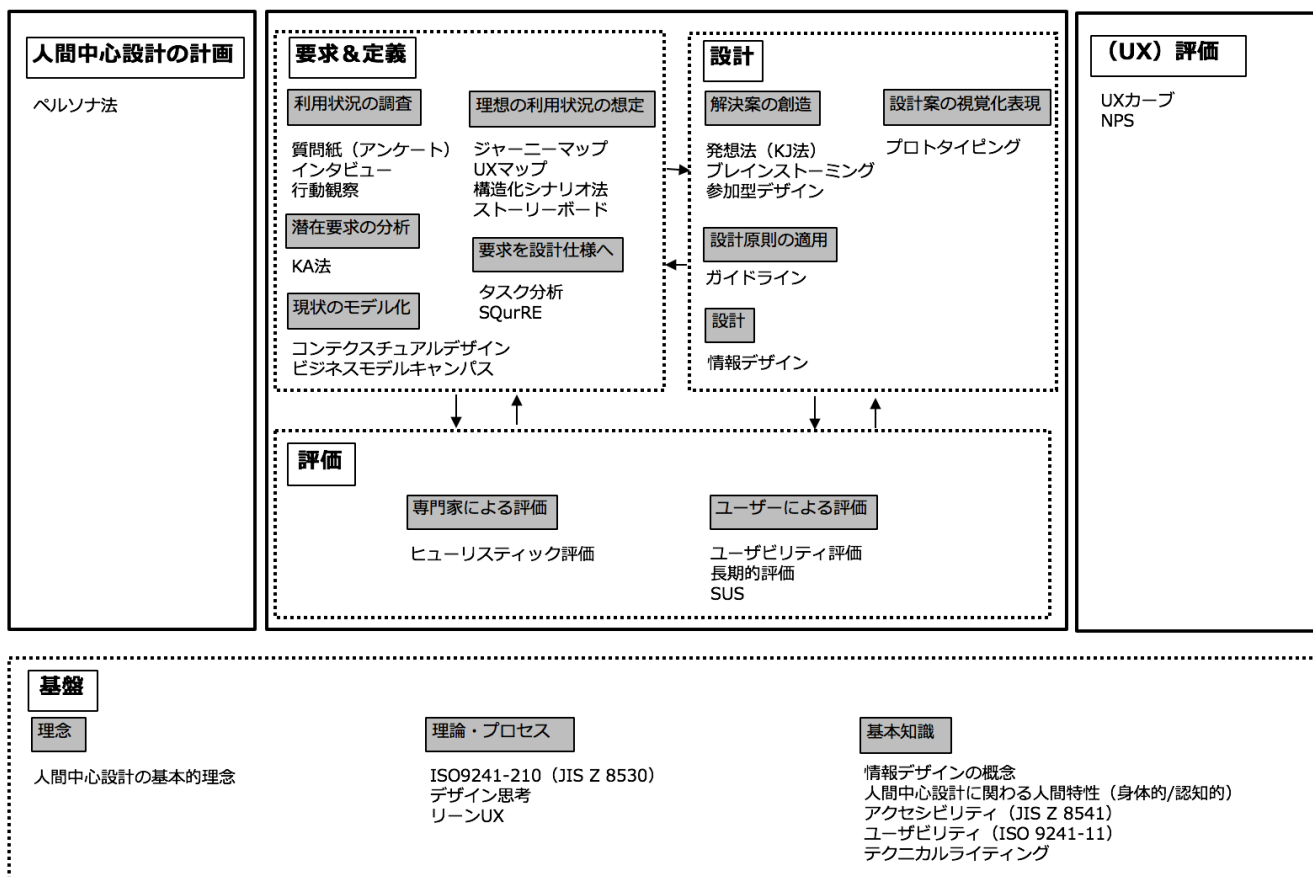 人間中心設計の計画
ペルソナ法
要求＆定義
利用状況の調査
質問紙（アンケート）
インタビュー
行動観察
潜在要求の分析
KA法
現状のモデル化
コンテクスチュアルデザイン
ビジネスモデルキャンパス
理想の利用状況の想定
ジャーニーマップ
UXマップ
構造化シナリオ法
ストーリーボード
要求を設計仕様へ
タスク分析
SQurRE
設計
解決案の創造
発想法（KJ法）
ブレインストーミング
参加型デザイン
設計原則の適用
ガイドライン
設計
情報デザイン
設計案の視覚化表現
プロトタイピング
評価
専門家による評価
ヒューリスティック評価
ユーザーによる評価
ユーザビリティ評価
長期的評価
SUS
（UX）評価
UXカーブ
NPS
基盤
理念
人間中心設計の基本的理念
理論・プロセス
ISO9241-210（JIS Z 8530）
デザイン思考
リーンUX
基本知識
情報デザインの概念
人間中心設計に関わる人間特性（身体的/認知的）
アクセシビリティ（JIS Z 8541）
ユーザビリティ（ISO 9241-11）
テクニカルライティング